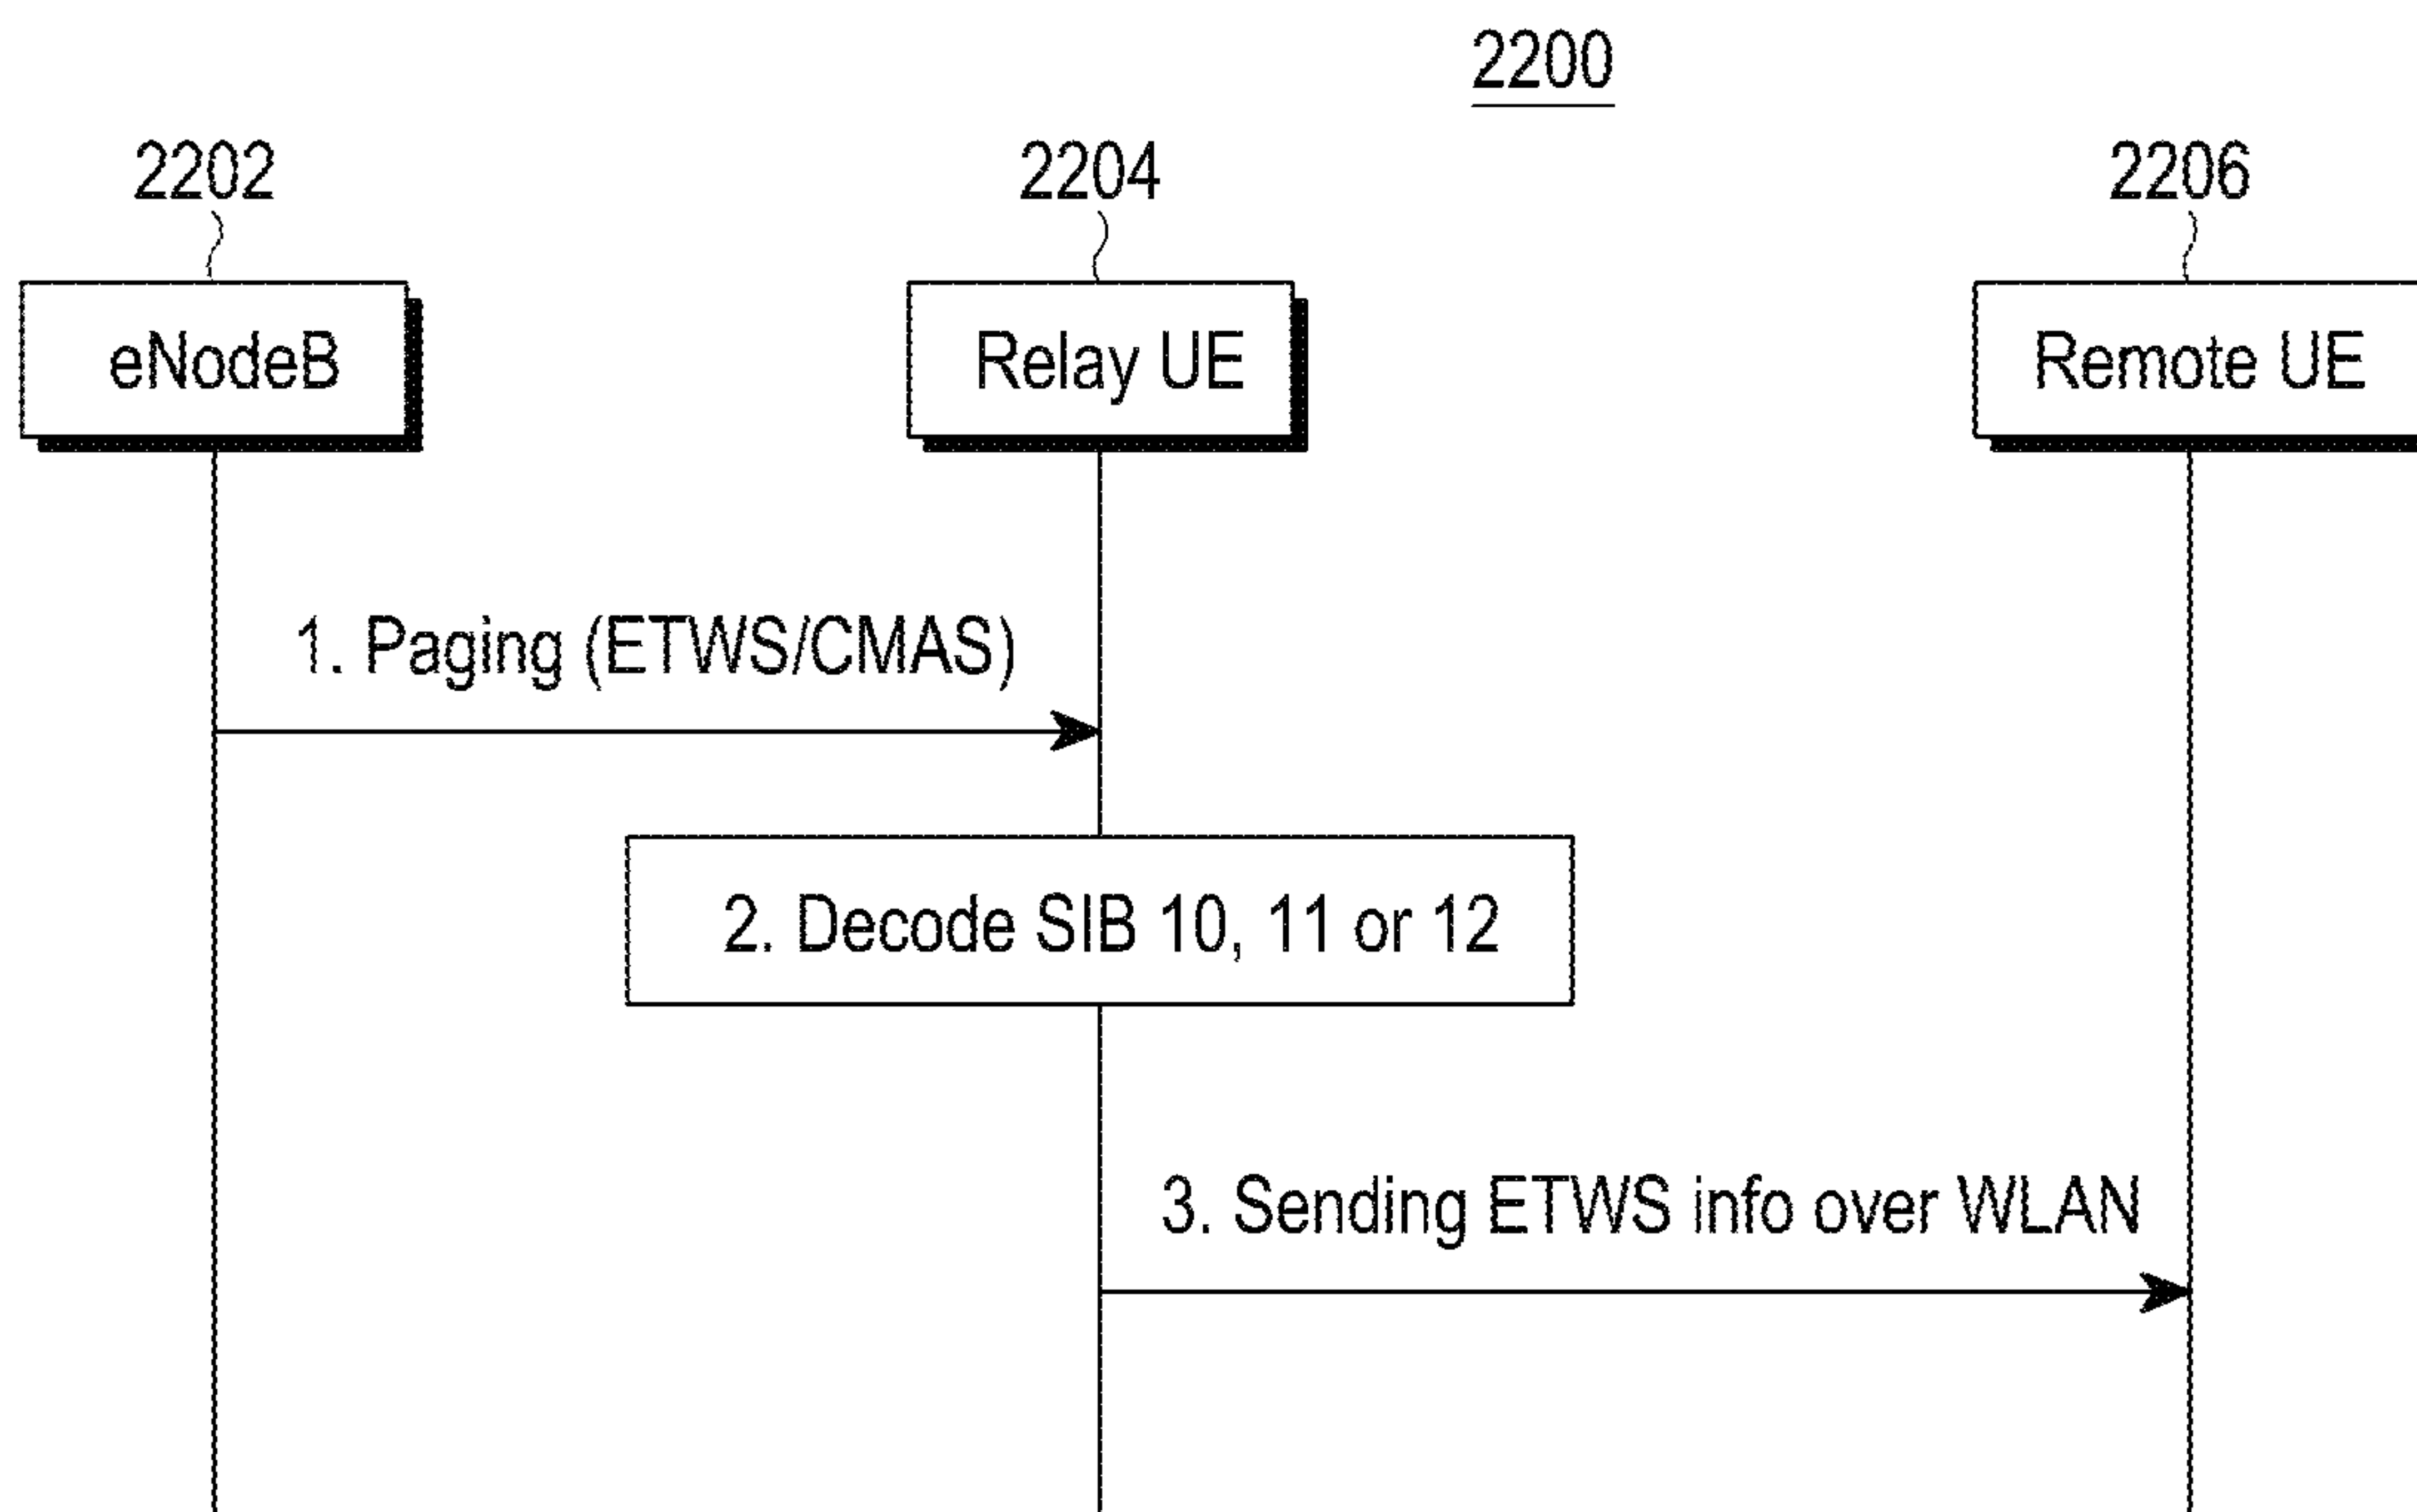 2200
2202
2204
2206
eNodeB
Relay UE
Remote UE
1. Paging (ETWS/CMAS)
2. Decode SIB 10, 11 or 12
3. Sending ETWS info over WLAN